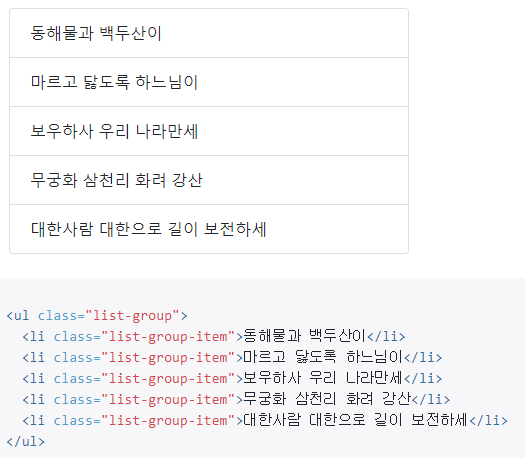 동해물과 백두산이
마르고 닳도록 하느님이
보우하사 우리 나라만세
무궁화 삼천리 화려 강산
대한사람 대한으로 길이 보전하세
<ul class="list-group">
  <li class="list-group-item">동해물과 백두산이</li>
  <li class="list-group-item">마르고 닳도록 하느님이</li>
  <li class="list-group-item">보우하사 우리 나라만세</li>
  <li class="list-group-item">무궁화 삼천리 화려 강산</li>
  <li class="list-group-item">대한사람 대한으로 길이 보전하세</li>
</ul>